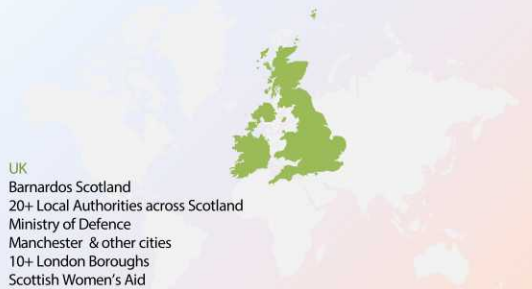 UK
Barnardos Scotland
20+ Local Authorities across Scotland
Ministry of Defence
Manchester & other cities
10+ London Boroughs
Scottish Women's Aid